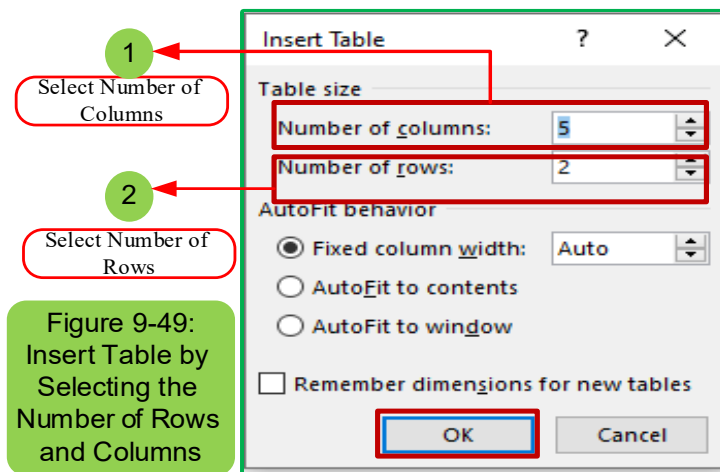 1
Select Number of
Columns
2
Select Number of
Rows
Figure 9-49:
Insert Table by
Selecting the
Number of Rows
and Columns
Insert Table ?
Table size
Number of columns: 5
Number of rows: 2
AutoFit behavior
Fixed column width: Auto
AutoFit to contents
AutoFit to window
Remember dimensions for new tables
OK Cancel